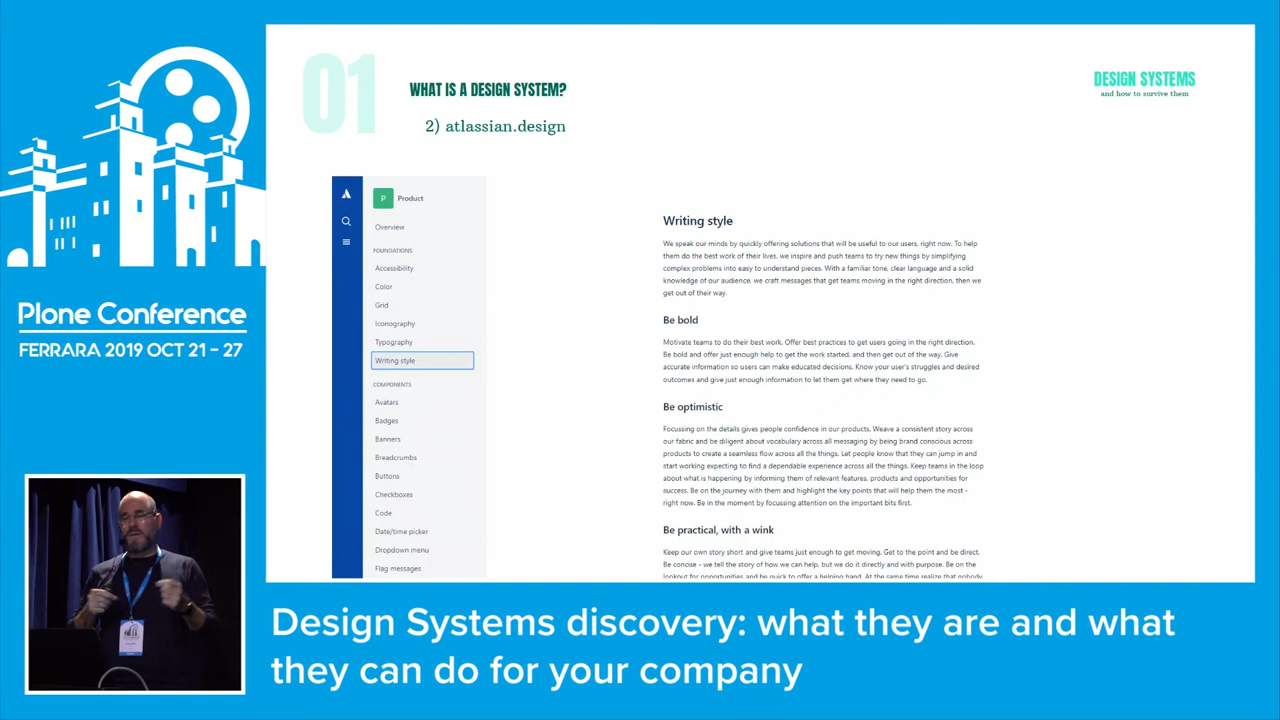 01
WHAT IS A DESIGN SYSTEM?
2) atlassian.design
DESIGN SYSTEMS
and how to survive them
Plone Conference
FERRARA 2019 OCT 21 - 27
P Product
Overview
FOUNDATIONS
Accessibility
Color
Grid
Iconography
Typography
Writing style
COMPONENTS
Avatars
Badges
Banners
Breadcrumbs
Buttons
Checkboxes
Code
Date/time picker
Dropdown menu
Flag messages
Writing style
We speak our minds by quickly offering solutions that will be useful to our users, right now. To help
them do the best work of their lives, we inspire and push teams to try new things by simplifying
complex problems into easy to understand pieces. With a familiar tone, clear language and a solid
knowledge of our audience, we craft messages that get teams moving in the right direction, then we
get out of their way.
Be bold
Motivate teams to do their best work. Offer best practices to get users going in the right direction.
Be bold and offer just enough help to get the work started, and then get out of the way. Give
accurate information so users can make educated decisions. Know your user's struggles and desired
outcomes and give just enough information to let them get where they need to go.
Be optimistic
Focussing on the details gives people confidence in our products. Weave a consistent story across
our fabric and be diligent about vocabulary across all messaging by being brand conscious across
products to create a seamless flow across all the things. Let people know that they can jump in and
start working expecting to find a dependable experience across all the things. Keep teams in the loop
about what is happening by informing them of relevant features, products and opportunities for
success. Be on the journey with them and highlight the key points that will help them the most -
right now. Be in the moment by focussing attention on the important bits first.
Be practical, with a wink
Keep our own story short and give teams just enough to get moving. Get to the point and be direct.
Be concise - we tell the story of how we can help, but we do it directly and with purpose. Be on the
lookout for opportunities and be quick to offer a helping hand. At the same time realize that nobody
Design Systems discovery: what they are and what
they can do for your company